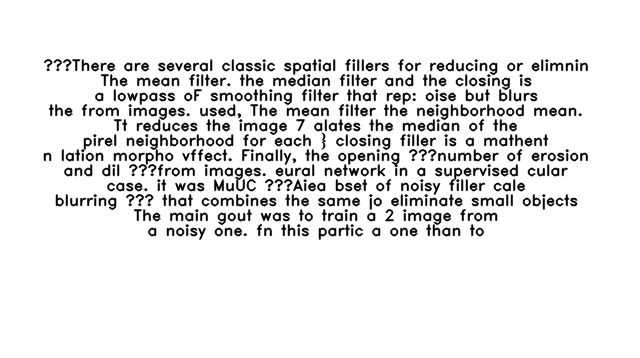 ???There are several classic spatial fillers for reducing or elimnin
The mean filter. the median filter and the closing is
a lowpass oF smoothing filter that rep: oise but blurs
the from images. used, The mean filter the neighborhood mean.
Tt reduces the image 7 alates the median of the
pirel neighborhood for each } closing filler is a mathent
n lation morpho vffect. Finally, the opening ???number of erosion
and dil ???from images. eural network in a supervised cular
case. it was MuUC ???Aiea bset of noisy filler cale
blurring ??? that combines the same jo eliminate small objects
The main gout was to train a 2 image from
a noisy one. fn this partic a one than to